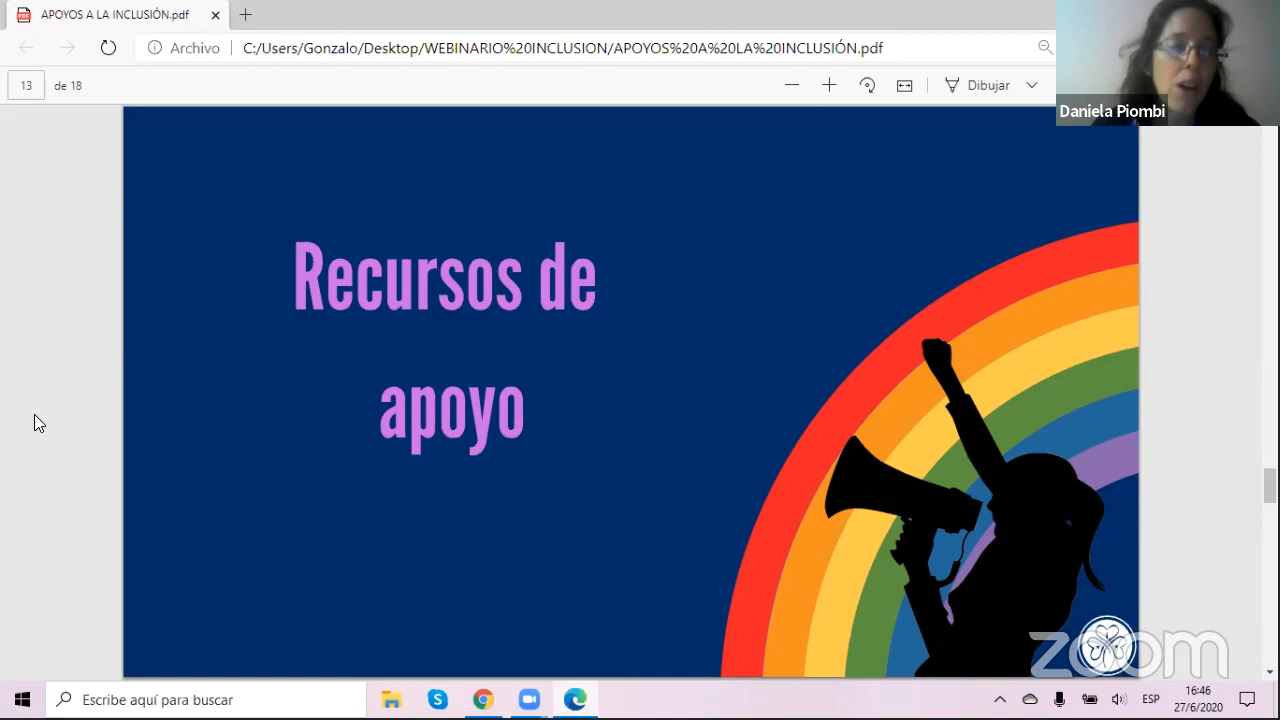 APOYOS A LA INCLUSIÓN.pdf
Archivo
C:/Users/Gonzalo/Desktop/WEBINARIO%20INCLUSION/APOYOS%20A%20LA%20INCLUSIÓN.pdf
13 de 18
Dibujar
Daniela Piombi
Recursos de
apoyo
zoom
Escribe aquí para buscar
ESP
16:46
27/6/2020